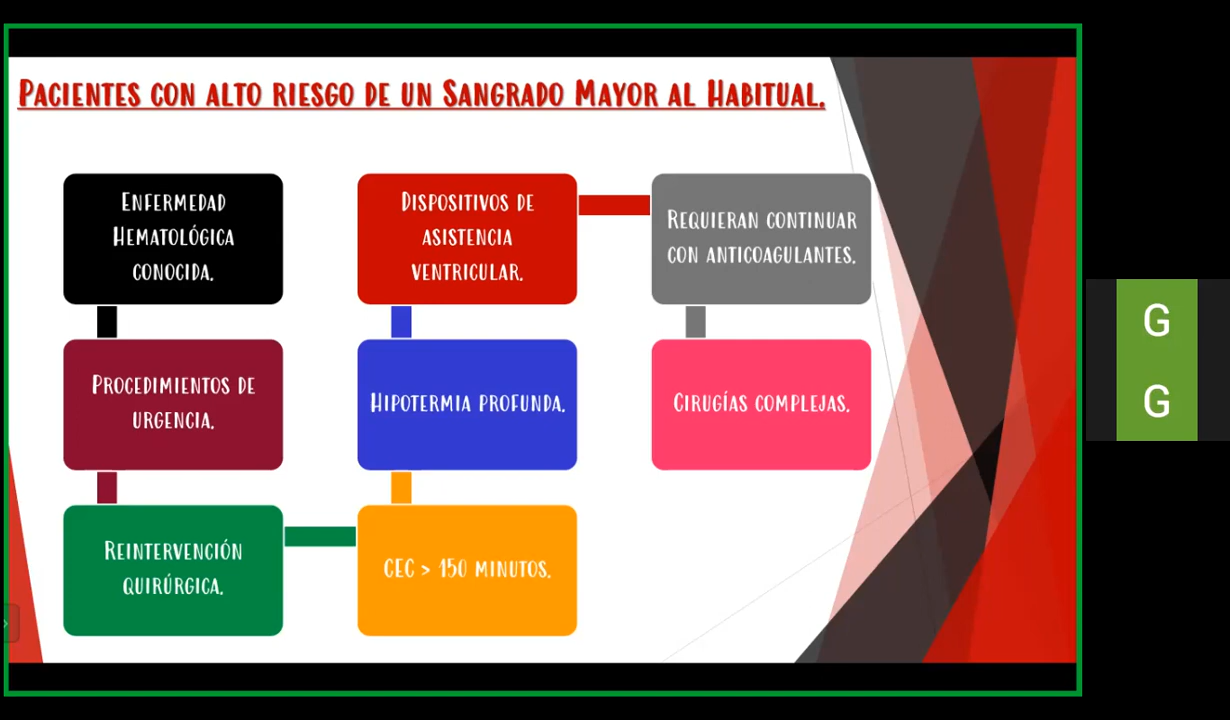 Pacientes con alto riesgo de un Sangrado Mayor al Habitual.
Enfermedad
Hematológica
conocida.
Procedimientos de
urgencia.
Reintervención
quirúrgica.
CEC > 150 minutos.
Hipotermia profunda.
Dispositivos de
asistencia
ventricular.
Requieran continuar
con anticoagulantes.
Cirugías complejas.
G
G